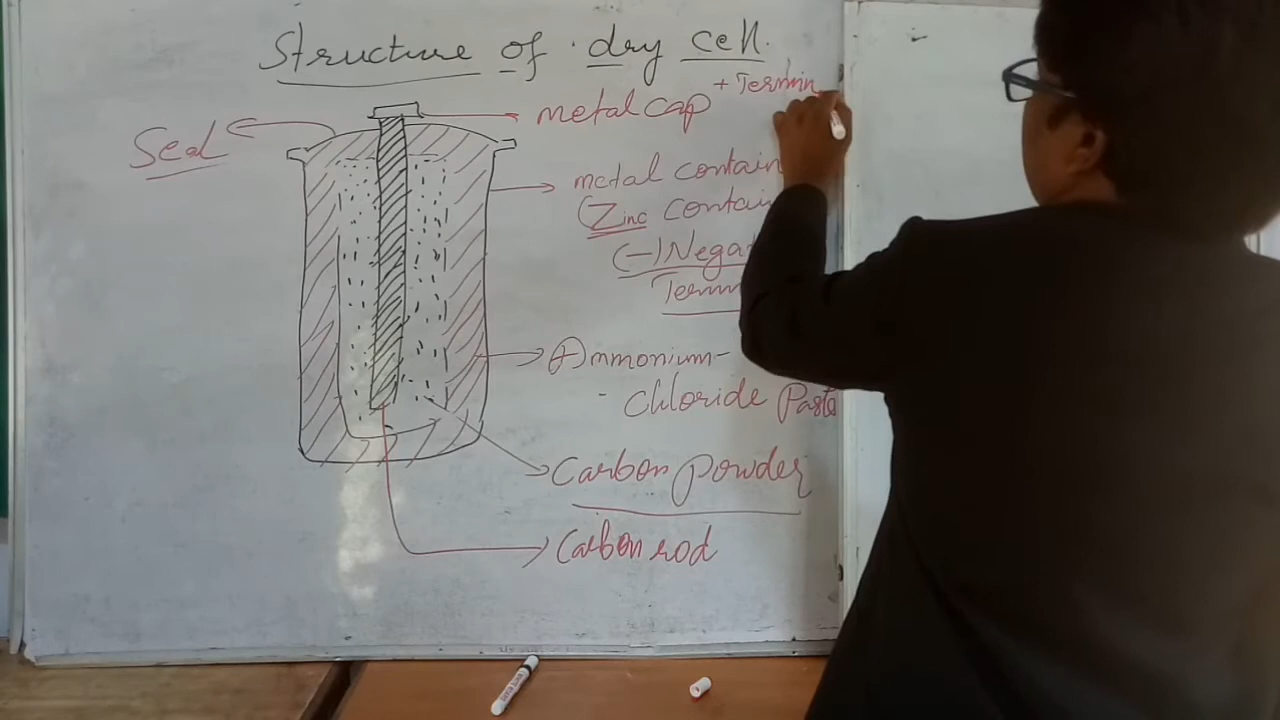 Structure of dry cell.
+ Termin
metal cap
Seal
metal contain
(Zinc contai
(-) Nega
Term
Ammonium-
- Chloride Paste
Carbon powder
Carbon rod